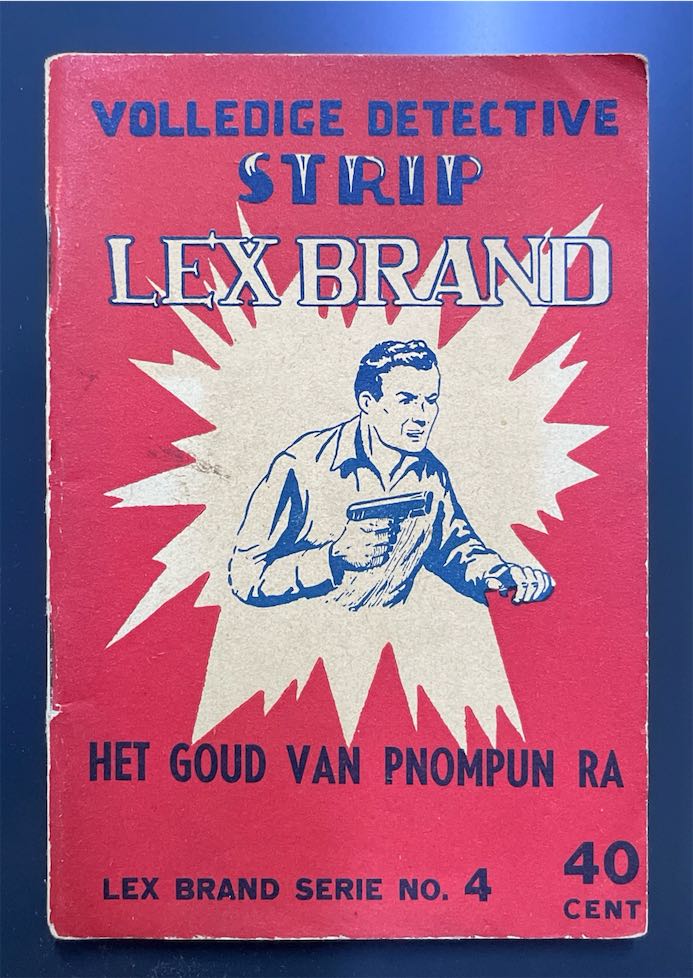 VOLLEDIGE DETECTIVE
STRIP
LEX BRAND
HET GOUD VAN PNOMPUN RA
LEX BRAND SERIE NO. 4
40
CENT